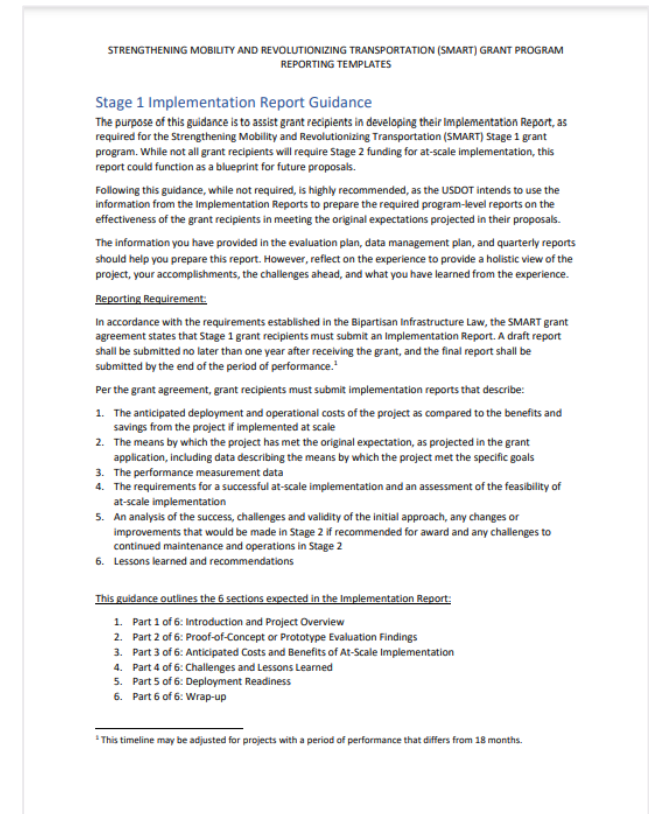 STRENGTHENING MOBILITY AND REVOLUTIONIZING TRANSPORTATION (SMART) GRANT PROGRAM
REPORTING TEMPLATES
Stage 1 Implementation Report Guidance
The purpose of this guidance is to assist grant recipients in developing their Implementation Report, as
required for the Strengthening Mobility and Revolutionizing Transportation (SMART) Stage 1 grant
program. While not all grant recipients will require Stage 2 funding for at-scale implementation, this
report could function as a blueprint for future proposals.
Following this guidance, while not required, is highly recommended, as the USDOT intends to use the
information from the Implementation Reports to prepare the required program-level reports on the
effectiveness of the grant recipients in meeting the original expectations projected in their proposals.
The information you have provided in the evaluation plan, data management plan, and quarterly reports
should help you prepare this report. However, reflect on the experience to provide a holistic view of the
project, your accomplishments, the challenges ahead, and what you have learned from the experience.
Reporting Requirement:
In accordance with the requirements established in the Bipartisan Infrastructure Law, the SMART grant
agreement states that Stage 1 grant recipients must submit an Implementation Report. A draft report
shall be submitted no later than one year after receiving the grant, and the final report shall be
submitted by the end of the period of performance.¹
Per the grant agreement, grant recipients must submit implementation reports that describe:
1. The anticipated deployment and operational costs of the project as compared to the benefits and
savings from the project if implemented at scale
2. The means by which the project has met the original expectation, as projected in the grant
application, including data describing the means by which the project met the specific goals
3. The performance measurement data
4. The requirements for a successful at-scale implementation and an assessment of the feasibility of
at-scale implementation
5. An analysis of the success, challenges and validity of the initial approach, any changes or
improvements that would be made in Stage 2 if recommended for award and any challenges to
continued maintenance and operations in Stage 2
6. Lessons learned and recommendations
This guidance outlines the 6 sections expected in the Implementation Report:
1. Part 1 of 6: Introduction and Project Overview
2. Part 2 of 6: Proof-of-Concept or Prototype Evaluation Findings
3. Part 3 of 6: Anticipated Costs and Benefits of At-Scale Implementation
4. Part 4 of 6: Challenges and Lessons Learned
5. Part 5 of 6: Deployment Readiness
6. Part 6 of 6: Wrap-up
¹ This timeline may be adjusted for projects with a period of performance that differs from 18 months.